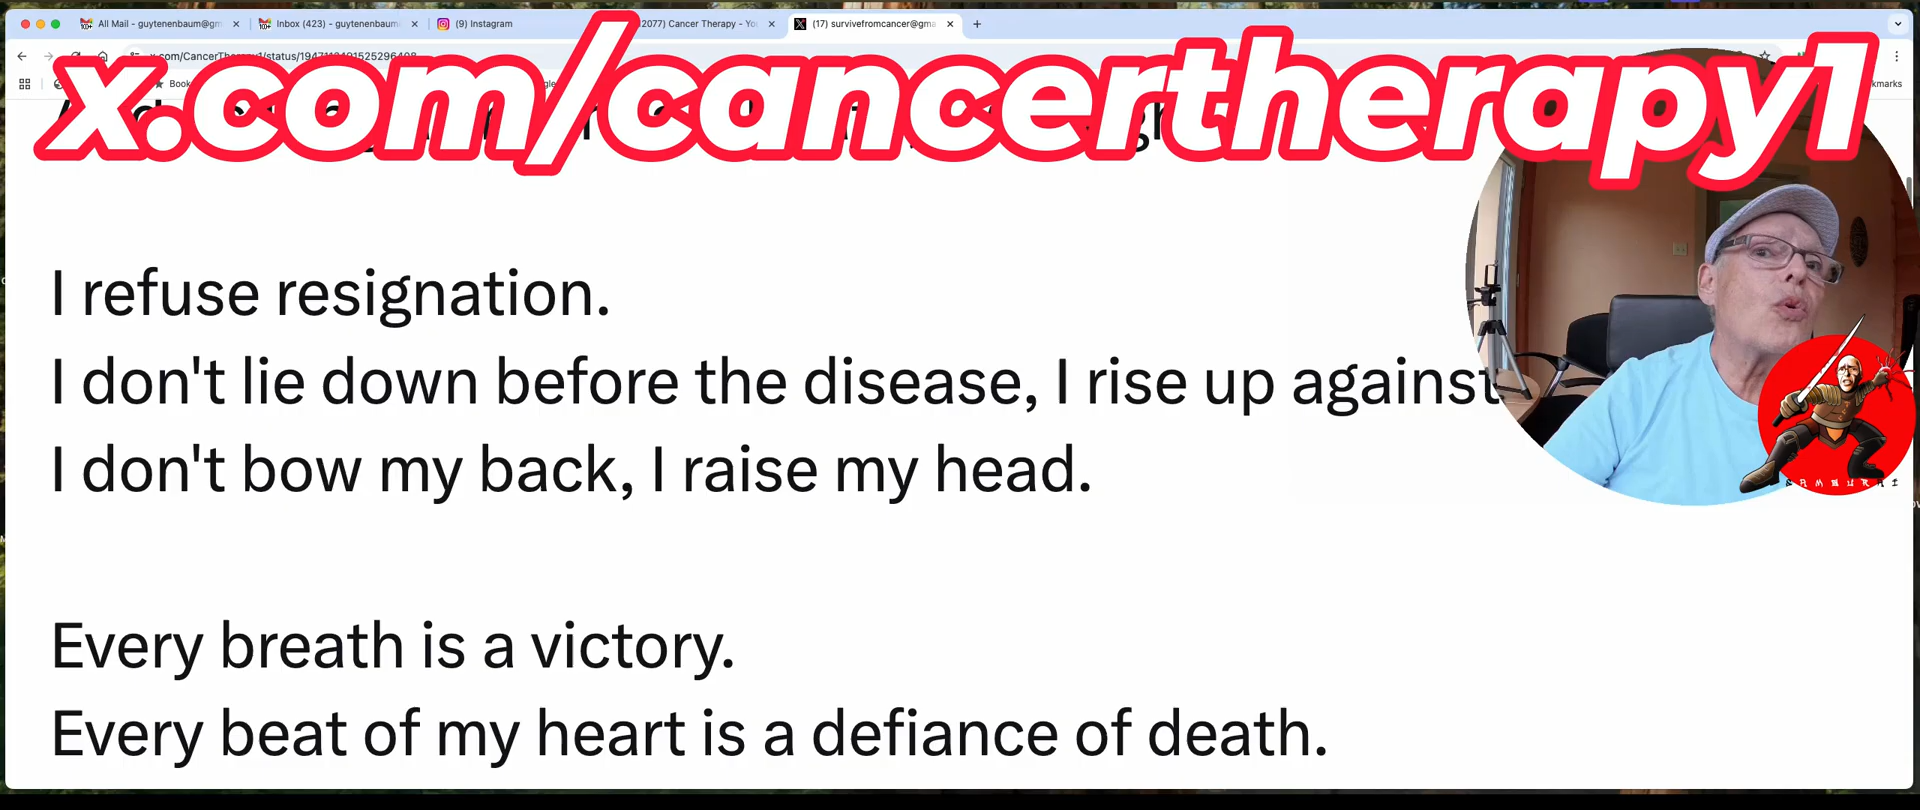 All Mail - guytenenbaum@gm
Inbox (423) - guytenenbaum
(9) Instagram
2077) Cancer Therapy - Yo
(17) survivefromcancer@gma
x.com/cancertherapy1
I refuse resignation.
I don't lie down before the disease, I rise up against
I don't bow my back, I raise my head.
SAMURAI
Every breath is a victory.
Every beat of my heart is a defiance of death.